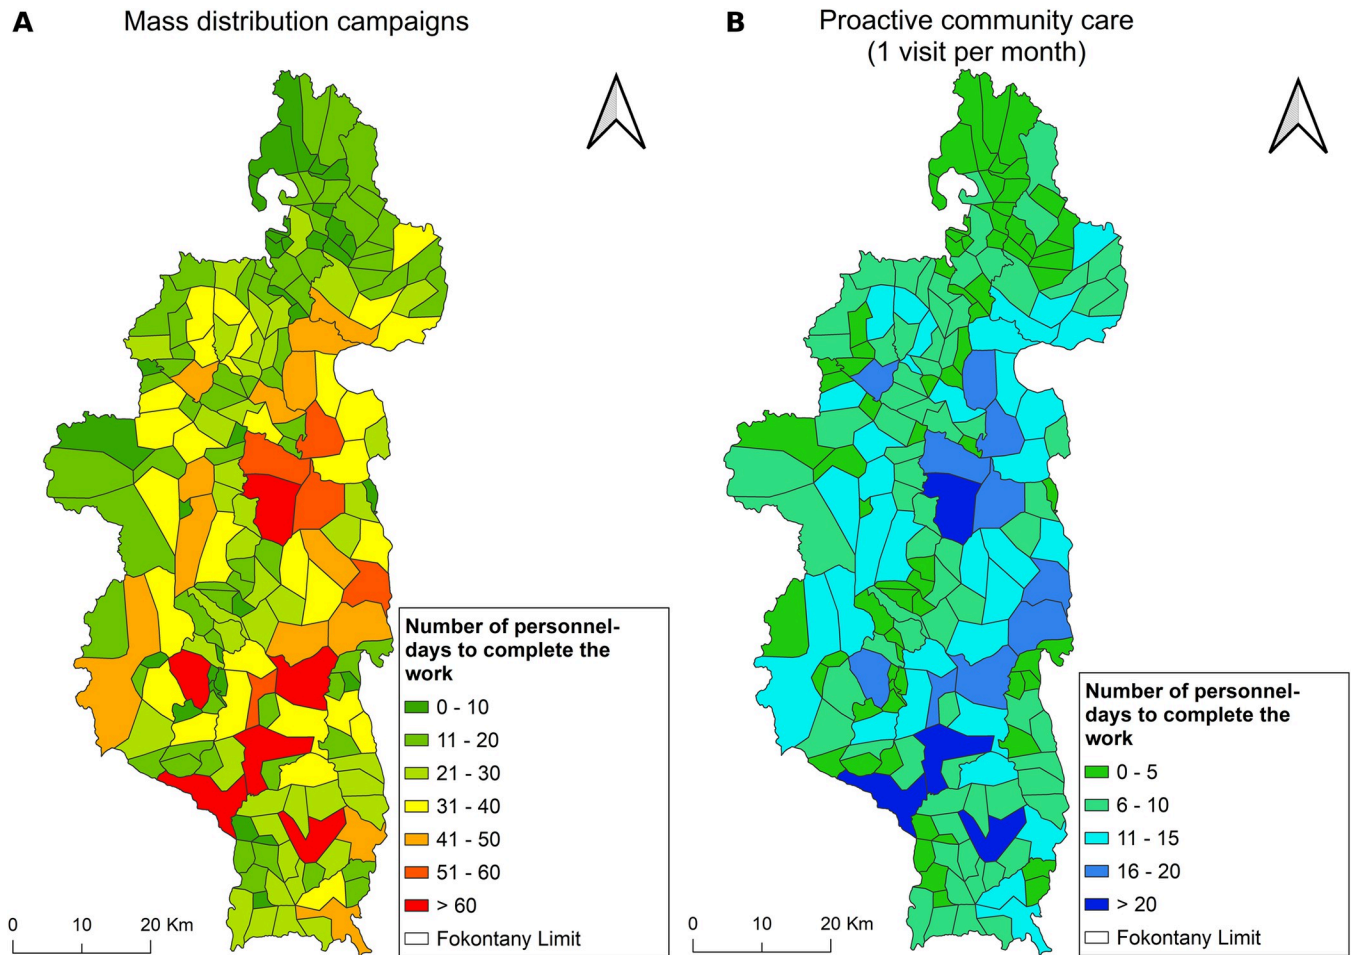 A
Mass distribution campaigns
B
Proactive community care
(1 visit per month)
Number of personnel-
days to complete the
work
0 - 10
11 - 20
21 - 30
31 - 40
41 - 50
51 - 60
> 60
Fokontany Limit
0 10 20 Km
Number of personnel-
days to complete the
work
0 - 5
6 - 10
11 - 15
16 - 20
> 20
Fokontany Limit
0 10 20 Km